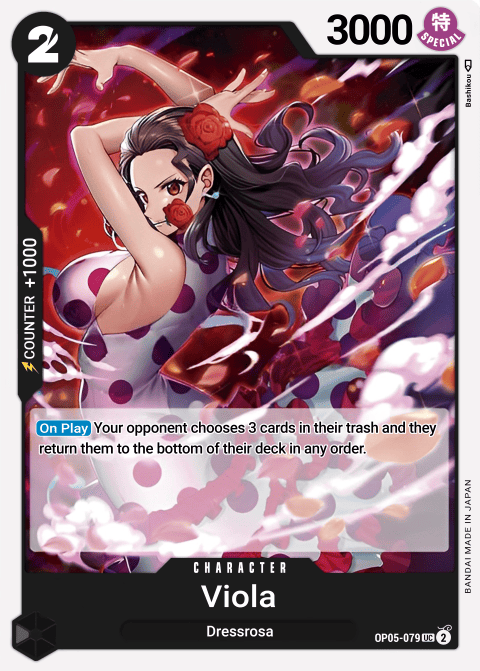 2
3000
特
SPECIAL
Bashikou
COUNTER +1000
On Play Your opponent chooses 3 cards in their trash and they
return them to the bottom of their deck in any order.
BANDAI MADE IN JAPAN
CHARACTER
Viola
Dressrosa
OP05-079 UC 2